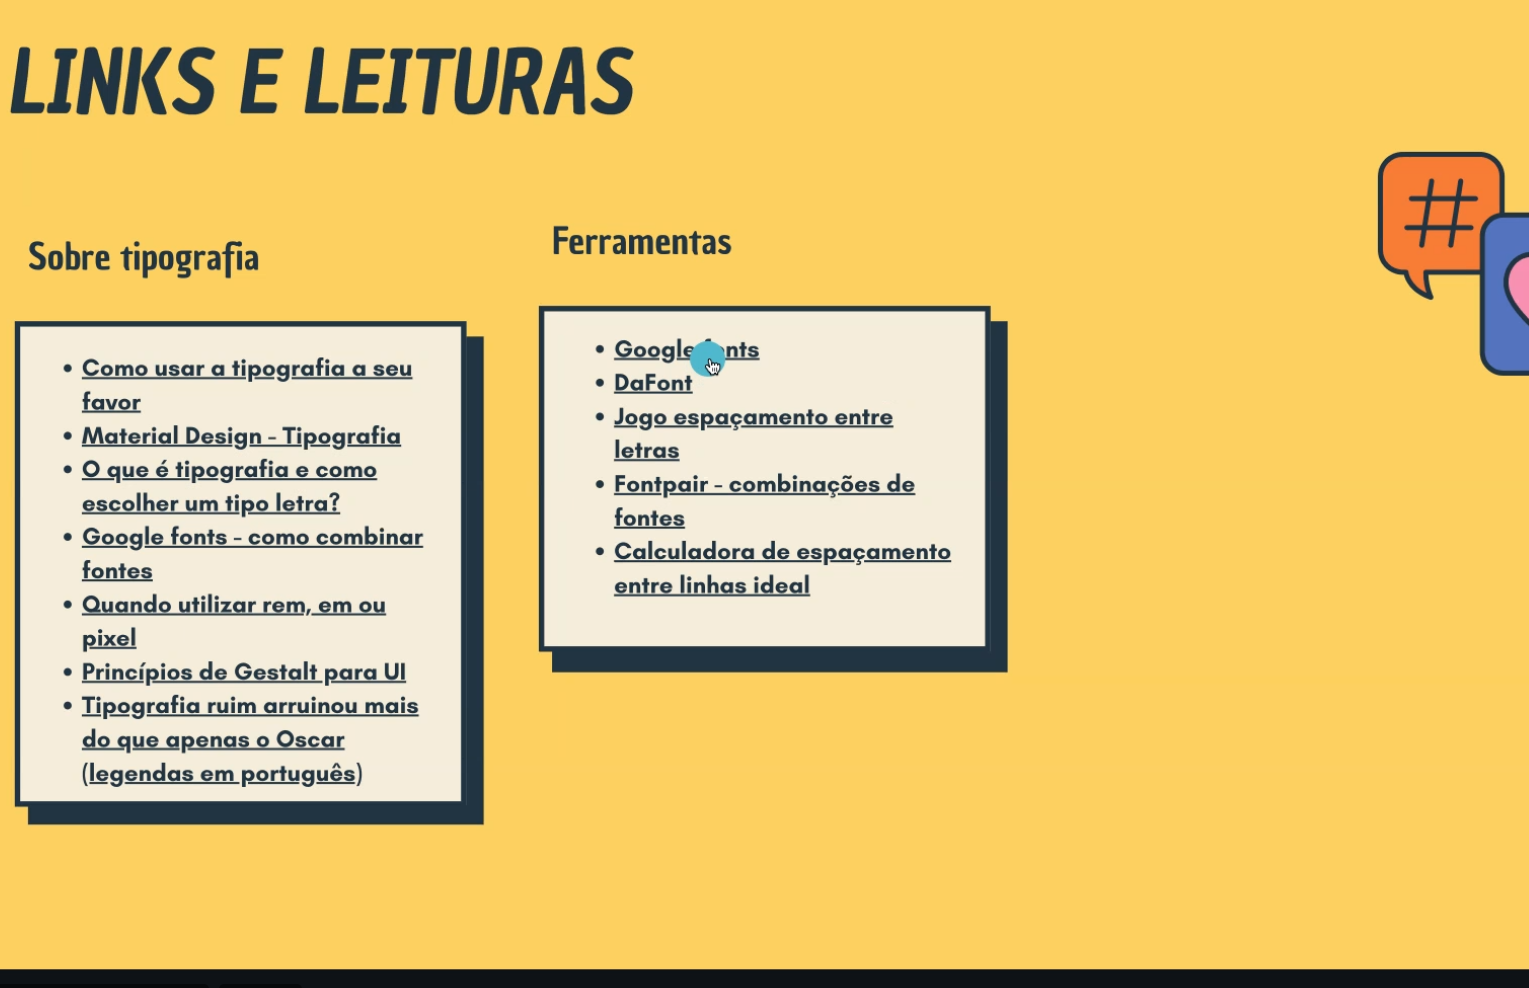 LINKS E LEITURAS
Sobre tipografia
• Como usar a tipografia a seu
favor
• Material Design - Tipografia
• O que é tipografia e como
escolher um tipo letra?
• Google fonts - como combinar
fontes
• Quando utilizar rem, em ou
pixel
• Princípios de Gestalt para UI
• Tipografia ruim arruinou mais
do que apenas o Oscar
(legendas em português)
Ferramentas
• Google fonts
• DaFont
• Jogo espaçamento entre
letras
• Fontpair - combinações de
fontes
• Calculadora de espaçamento
entre linhas ideal
#